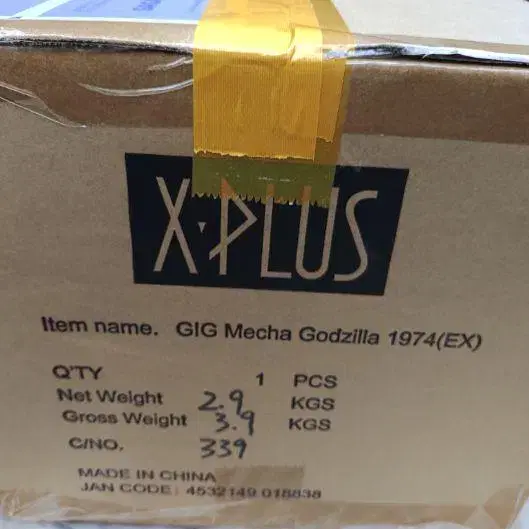 X·PLUS
Item name. GIG Mecha Godzilla 1974(EX)
Q'TY 1 PCS
Net Weight 2.9 KGS
Gross Weight 3.9 KGS
C/NO. 339
MADE IN CHINA
JAN CODE: 4532149 018838